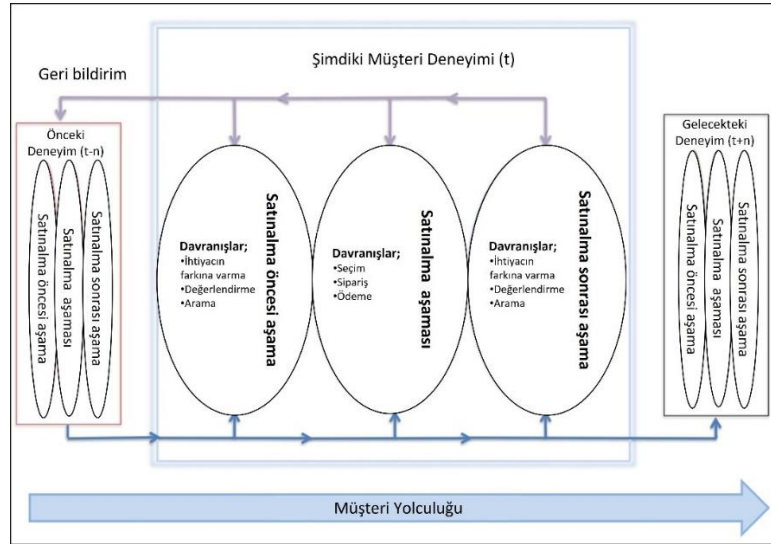 Şimdiki Müşteri Deneyimi (t)
Geri bildirim
Önceki
Deneyim (t-n)
Satınalma öncesi aşama
Satınalma aşaması
Satınalma sonrası aşama
Davranışlar;
•İhtiyacın
farkına varma
•Değerlendirme
•Arama
Satınalma öncesi aşama
Davranışlar;
•Seçim
•Sipariş
•Ödeme
Satınalma aşaması
Davranışlar;
•İhtiyacın
farkına varma
•Değerlendirme
•Arama
Satınalma sonrası aşama
Gelecekteki
Deneyim (t+n)
Satınalma öncesi aşama
Satınalma aşaması
Satınalma sonrası aşama
Müşteri Yolculuğu